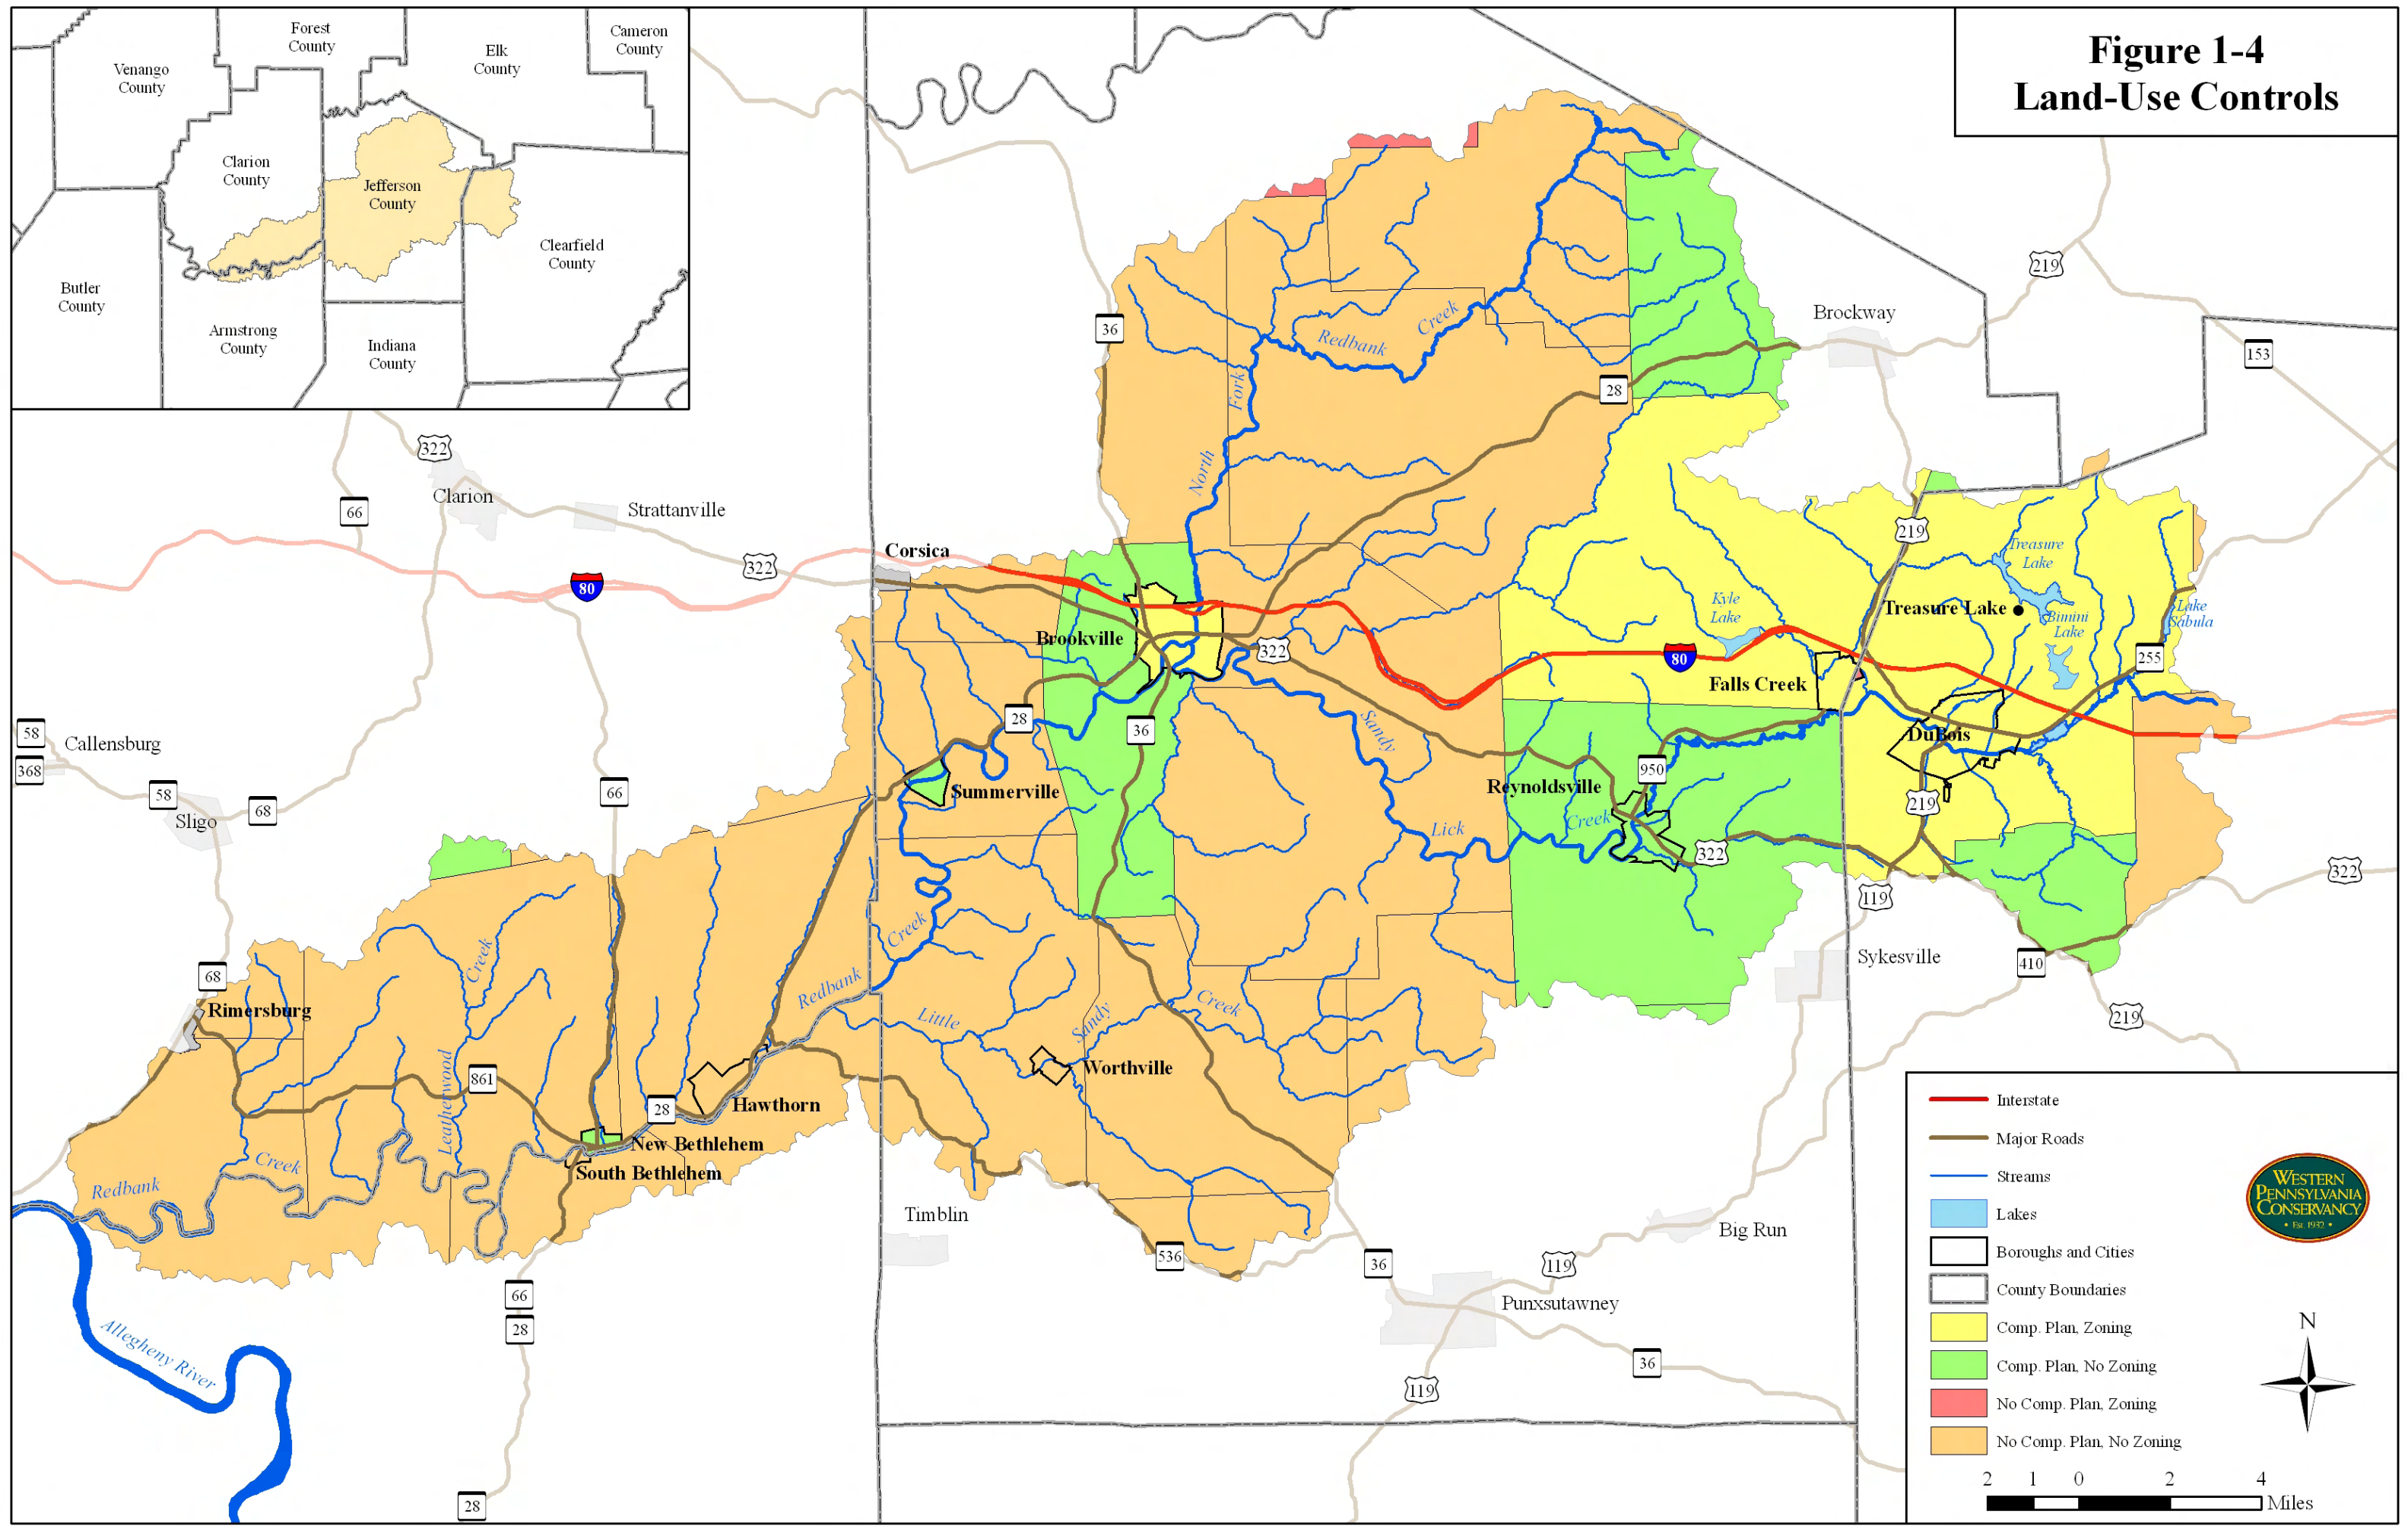 Figure 1-4
Land-Use Controls
Forest
County
Cameron
County
Elk
County
Venango
County
Clarion
County
Jefferson
County
Clearfield
County
Butler
County
Armstrong
County
Indiana
County
219
Brockway
153
36
Redbank
Creek
28
Fork
North
322
Clarion
66
Strattanville
322
Corsica
80
219
Treasure
Lake
Kyle
Lake
Treasure Lake
Bimini
Lake
Lake
Sabula
Brookville
322
80
255
Falls Creek
28
36
Sandy
DuBois
58
Callensburg
368
58
68
Sligo
66
Summerville
Reynoldsville
950
219
Lick
Creek
322
119
322
Creek
Creek
Sykesville
410
68
Rimersburg
Redbank
Little
Sandy
Creek
219
861
Leatherwood
28
Hawthorn
Worthville
New Bethlehem
South Bethlehem
Creek
Redbank
Timblin
536
36
119
Big Run
66
28
Punxsutawney
Allegheny River
36
119
28
Interstate
Major Roads
Streams
Lakes
Boroughs and Cities
County Boundaries
Comp. Plan, Zoning
Comp. Plan, No Zoning
No Comp. Plan, Zoning
No Comp. Plan, No Zoning
WESTERN
PENNSYLVANIA
CONSERVANCY
• Est. 1932 •
N
2 1 0 2 4
Miles